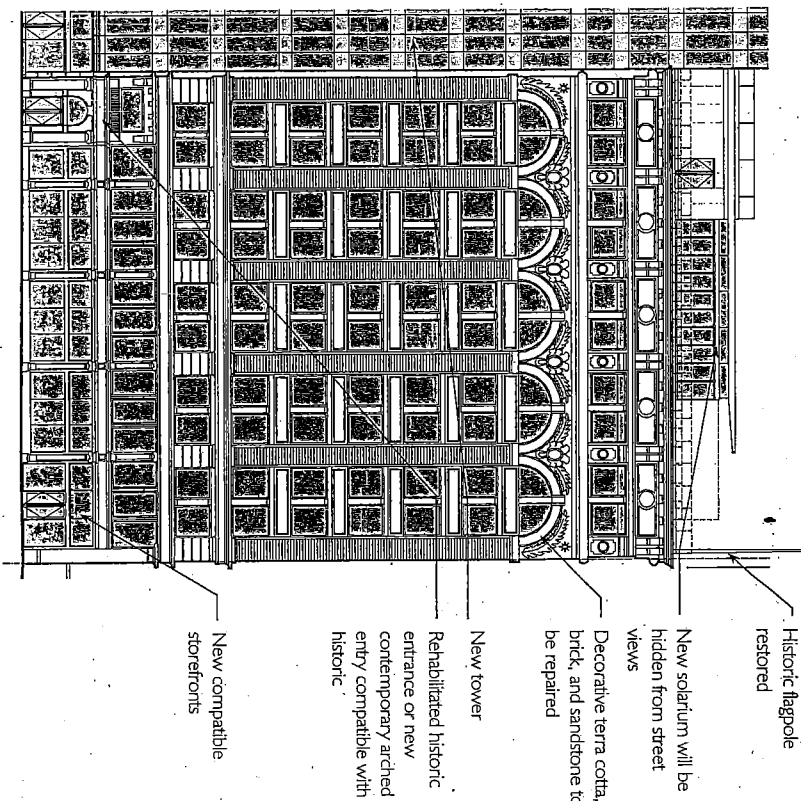 Historic flagpole
restored
New solarium will be
hidden from street
views
Decorative terra cotta,
brick, and sandstone to
be repaired
New tower
Rehabilitated historic
entrance or new
contemporary arched
entry compatible with
historic
New compatible
storefronts